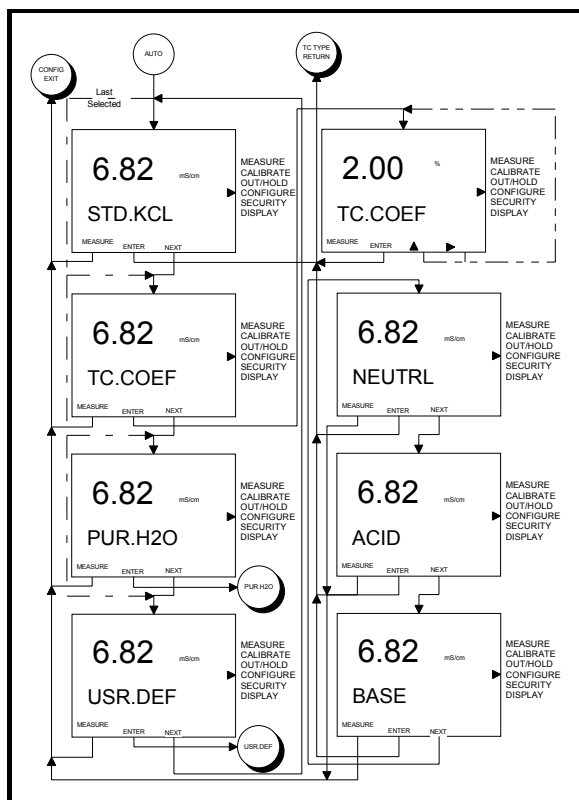 CONFIG
EXIT
AUTO
TC TYPE
RETURN
Last
Selected
6.82 mS/cm
STD.KCL
MEASURE
CALIBRATE
OUT/HOLD
CONFIGURE
SECURITY
DISPLAY
MEASURE ENTER NEXT
2.00 %
TC.COEF
MEASURE
CALIBRATE
OUT/HOLD
CONFIGURE
SECURITY
DISPLAY
MEASURE ENTER
6.82 mS/cm
TC.COEF
MEASURE
CALIBRATE
OUT/HOLD
CONFIGURE
SECURITY
DISPLAY
MEASURE ENTER NEXT
6.82 mS/cm
NEUTRL
MEASURE
CALIBRATE
OUT/HOLD
CONFIGURE
SECURITY
DISPLAY
MEASURE ENTER NEXT
6.82 mS/cm
PUR.H2O
MEASURE
CALIBRATE
OUT/HOLD
CONFIGURE
SECURITY
DISPLAY
MEASURE ENTER NEXT
PUR.H2O
6.82 mS/cm
ACID
MEASURE
CALIBRATE
OUT/HOLD
CONFIGURE
SECURITY
DISPLAY
MEASURE ENTER NEXT
6.82 mS/cm
USR.DEF
MEASURE
CALIBRATE
OUT/HOLD
CONFIGURE
SECURITY
DISPLAY
MEASURE ENTER NEXT
USR.DEF
6.82 mS/cm
BASE
MEASURE
CALIBRATE
OUT/HOLD
CONFIGURE
SECURITY
DISPLAY
MEASURE ENTER NEXT